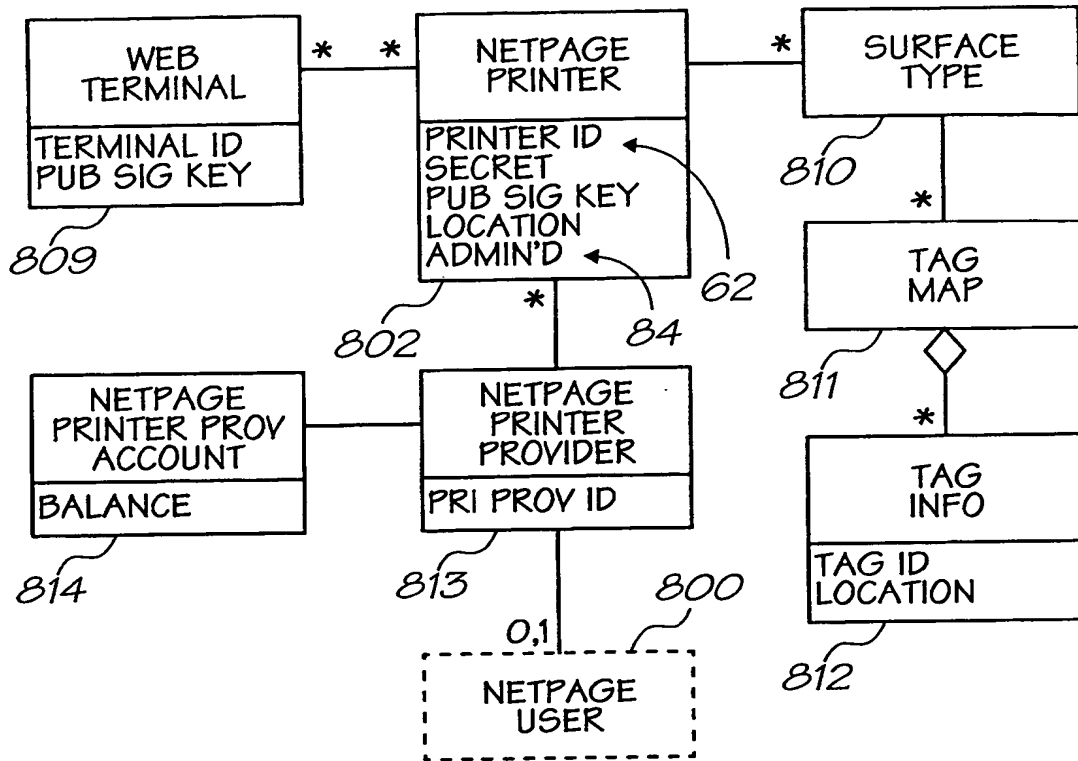 WEB
TERMINAL
TERMINAL ID
PUB SIG KEY
809
* *
NETPAGE
PRINTER
PRINTER ID
SECRET
PUB SIG KEY
LOCATION
ADMIN'D
802
62
84
*
*
SURFACE
TYPE
810
*
TAG
MAP
811
*
TAG
INFO
TAG ID
LOCATION
812
NETPAGE
PRINTER PROV
ACCOUNT
BALANCE
814
NETPAGE
PRINTER
PROVIDER
PRI PROV ID
813
0,1
800
NETPAGE
USER